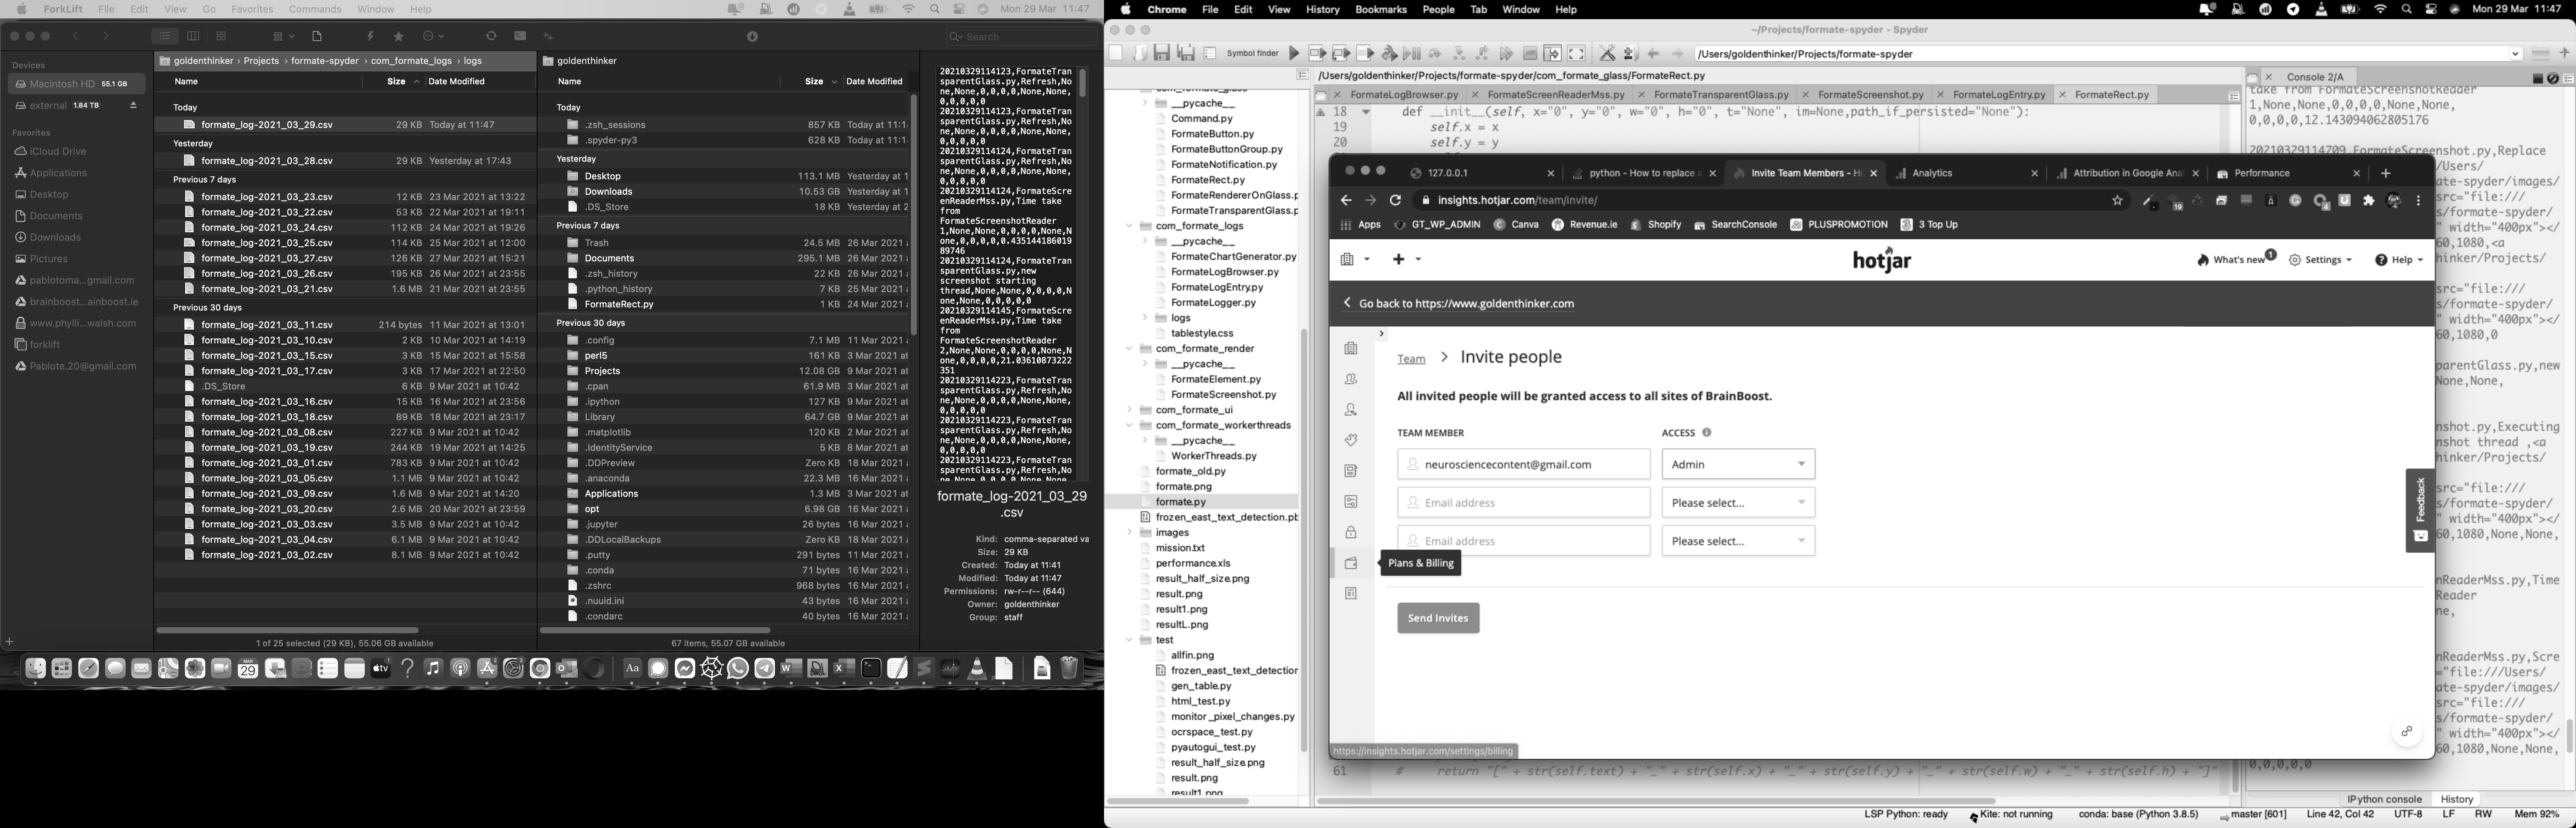 ForkLift File Edit View Go Favorites Commands Window Help Mon 29 Mar 11:47
Search
Devices
Macintosh HD 55.1 GB
external 1.84 TB
Favorites
iCloud Drive
Applications
Desktop
Documents
Downloads
Pictures
pablotoma...gmail.com
brainboost...ainboost.ie
www.phylli...walsh.com
forklift
Pablote.20@gmail.com
goldenthinker › Projects › formate-spyder › com_formate_logs › logs
Name Size Date Modified
Today
formate_log-2021_03_29.csv 29 KB Today at 11:47
Yesterday
formate_log-2021_03_28.csv 29 KB Yesterday at 17:43
Previous 7 days
formate_log-2021_03_23.csv 12 KB 23 Mar 2021 at 13:22
formate_log-2021_03_22.csv 53 KB 22 Mar 2021 at 19:11
formate_log-2021_03_24.csv 112 KB 24 Mar 2021 at 19:26
formate_log-2021_03_25.csv 114 KB 25 Mar 2021 at 12:00
formate_log-2021_03_27.csv 126 KB 27 Mar 2021 at 15:21
formate_log-2021_03_26.csv 195 KB 26 Mar 2021 at 23:55
formate_log-2021_03_21.csv 1.6 MB 21 Mar 2021 at 23:55
Previous 30 days
formate_log-2021_03_11.csv 214 bytes 11 Mar 2021 at 13:01
formate_log-2021_03_10.csv 2 KB 10 Mar 2021 at 14:19
formate_log-2021_03_15.csv 3 KB 15 Mar 2021 at 15:58
formate_log-2021_03_17.csv 3 KB 17 Mar 2021 at 22:50
.DS_Store 6 KB 9 Mar 2021 at 10:42
formate_log-2021_03_16.csv 15 KB 16 Mar 2021 at 23:56
formate_log-2021_03_18.csv 89 KB 18 Mar 2021 at 23:17
formate_log-2021_03_08.csv 227 KB 9 Mar 2021 at 10:42
formate_log-2021_03_19.csv 244 KB 19 Mar 2021 at 14:25
formate_log-2021_03_01.csv 783 KB 9 Mar 2021 at 10:42
formate_log-2021_03_05.csv 1.1 MB 9 Mar 2021 at 10:42
formate_log-2021_03_09.csv 1.6 MB 9 Mar 2021 at 14:20
formate_log-2021_03_20.csv 2.6 MB 20 Mar 2021 at 23:59
formate_log-2021_03_03.csv 3.5 MB 9 Mar 2021 at 10:42
formate_log-2021_03_04.csv 6.1 MB 9 Mar 2021 at 10:42
formate_log-2021_03_02.csv 8.1 MB 9 Mar 2021 at 10:42
1 of 25 selected (29 KB), 55.06 GB available
goldenthinker
Name Size Date Modified
Today
.zsh_sessions 857 KB Today at 11:1
.spyder-py3 628 KB Today at 11:1
Yesterday
Desktop 113.1 MB Yesterday at 1
Downloads 10.53 GB Yesterday at 1
.DS_Store 18 KB Yesterday at 2
Previous 7 days
Trash 24.5 MB 26 Mar 2021
Documents 295.1 MB 26 Mar 2021
.zsh_history 22 KB 26 Mar 2021
.python_history 7 KB 25 Mar 2021
FormateRect.py 1 KB 24 Mar 2021
Previous 30 days
.config 7.1 MB 11 Mar 2021
perl5 161 KB 3 Mar 2021
Projects 12.08 GB 9 Mar 2021
.cpan 61.9 MB 3 Mar 2021
.ipython 127 KB 9 Mar 2021
Library 64.7 GB 9 Mar 2021
.matplotlib 120 KB 2 Mar 2021
.IdentityService 5 KB 8 Mar 2021
.DDPreview Zero KB 18 Mar 2021
.anaconda 22.3 MB 16 Mar 2021
Applications 1.3 MB 3 Mar 2021
opt 6.98 GB 16 Mar 2021
.jupyter 26 bytes 16 Mar 2021
.DDLocalBackups Zero KB 18 Mar 2021
.putty 291 bytes 11 Mar 2021
.conda 71 bytes 16 Mar 2021
.zshrc 968 bytes 16 Mar 2021
.nuuid.ini 43 bytes 16 Mar 2021
.condarc 40 bytes 16 Mar 2021
67 items, 55.07 GB available
20210329114123,FormateTran
sparentGlass.py,Refresh,No
ne,None,0,0,0,0,None,None,
0,0,0,0,0
20210329114123,FormateTran
sparentGlass.py,Refresh,No
ne,None,0,0,0,0,None,None,
0,0,0,0,0
20210329114124,FormateTran
sparentGlass.py,Refresh,No
ne,None,0,0,0,0,None,None,
0,0,0,0,0
20210329114124,FormateScre
enReaderMss.py,Time take
from
FormateScreenshotReader
1,None,None,0,0,0,0,None,N
one,0,0,0,0,0.435144186019
89746
20210329114124,FormateTran
sparentGlass.py,new
screenshot starting
thread,None,None,0,0,0,0,N
one,None,0,0,0,0,0
20210329114145,FormateScre
enReaderMss.py,Time take
from
FormateScreenshotReader
2,None,None,0,0,0,0,None,N
one,0,0,0,0,21.03610873222
351
20210329114223,FormateTran
sparentGlass.py,Refresh,No
ne,None,0,0,0,0,None,None,
0,0,0,0,0
20210329114223,FormateTran
sparentGlass.py,Refresh,No
ne,None,0,0,0,0,None,None,
0,0,0,0,0
20210329114223,FormateTran
sparentGlass.py,Refresh,No
formate_log-2021_03_29
.csv
Kind: comma-separated va
Size: 29 KB
Created: Today at 11:41
Modified: Today at 11:47
Permissions: rw-r--r-- (644)
Owner: goldenthinker
Group: staff
Chrome File Edit View History Bookmarks People Tab Window Help Mon 29 Mar 11:47
~/Projects/formate-spyder - Spyder
Symbol finder /Users/goldenthinker/Projects/formate-spyder
/Users/goldenthinker/Projects/formate-spyder/com_formate_glass/FormateRect.py
FormateLogBrowser.py FormateScreenReaderMss.py FormateTransparentGlass.py FormateScreenshot.py FormateLogEntry.py FormateRect.py
18 def __init__(self, x="0", y="0", w="0", h="0", t="None", im=None,path_if_persisted="None"):
19 self.x = x
20 self.y = y
__pycache__
Command.py
FormateButton.py
FormateButtonGroup.py
FormateNotification.py
FormateRect.py
FormateRendererOnGlass.p
FormateTransparentGlass.p
com_formate_logs
__pycache__
FormateChartGenerator.py
FormateLogBrowser.py
FormateLogEntry.py
FormateLogger.py
logs
tablestyle.css
com_formate_render
__pycache__
FormateElement.py
FormateScreenshot.py
com_formate_ui
com_formate_workerthreads
__pycache__
WorkerThreads.py
formate_old.py
formate.png
formate.py
frozen_east_text_detection.pb
images
mission.txt
performance.xls
result_half_size.png
result.png
result1.png
resultL.png
test
allfin.png
frozen_east_text_detection
gen_table.py
html_test.py
monitor_pixel_changes.py
ocrspace_test.py
pyautogui_test.py
result_half_size.png
result.png
result1.png
127.0.0.1 python - How to replace a Invite Team Members - H Analytics Attribution in Google Ana Performance
insights.hotjar.com/team/invite/
Apps GT_WP_ADMIN Canva Revenue.ie Shopify SearchConsole PLUSPROMOTION 3 Top Up
hotjar
What's new 1 Settings Help
Go back to https://www.goldenthinker.com
Team > Invite people
All invited people will be granted access to all sites of BrainBoost.
TEAM MEMBER ACCESS
neurosciencecontent@gmail.com Admin
Email address Please select...
Email address Please select...
Plans & Billing
Send Invites
Feedback
https://insights.hotjar.com/settings/billing
61 # return "[" + str(self.text) + "_" + str(self.x) + "_" + str(self.y) + "_" + str(self.w) + "_" + str(self.h) + "]"
Console 2/A
take from FormateScreenshotReader
1,None,None,0,0,0,0,None,None,
0,0,0,0,12.143094062805176
20210329114709,FormateScreenshot.py,Replace
/Users/
ate-spyder/images/
src="file:///
s/formate-spyder/
" width="400px"></
60,1080,<a
hinker/Projects/
src="file:///
s/formate-spyder/
" width="400px"></
60,1080,0
parentGlass.py,new
None,None,
nshot.py,Executing
nshot thread ,<a
hinker/Projects/
src="file:///
s/formate-spyder/
" width="400px"></
60,1080,None,None,
nReaderMss.py,Time
Reader
ne,
nReaderMss.py,Scre
="file:///Users/
ate-spyder/images/
src="file:///
s/formate-spyder/
" width="400px"></
60,1080,None,None,
0,0,0,0,0
IPython console History
LSP Python: ready Kite: not running conda: base (Python 3.8.5) master [601] Line 42, Col 42 UTF-8 LF RW Mem 92%